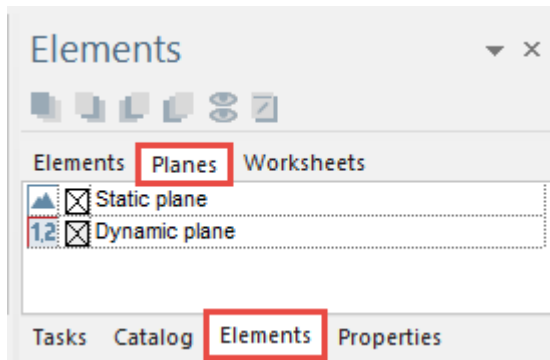 Elements
Elements Planes Worksheets
Static plane
1.2 Dynamic plane
Tasks Catalog Elements Properties